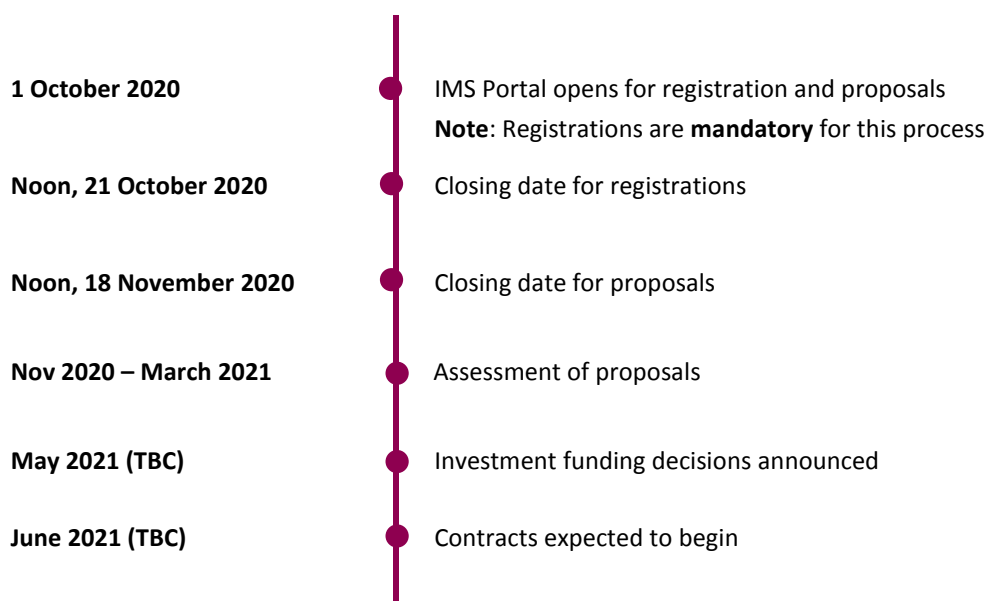 1 October 2020 IMS Portal opens for registration and proposals
Note: Registrations are mandatory for this process
Noon, 21 October 2020 Closing date for registrations
Noon, 18 November 2020 Closing date for proposals
Nov 2020 – March 2021 Assessment of proposals
May 2021 (TBC) Investment funding decisions announced
June 2021 (TBC) Contracts expected to begin